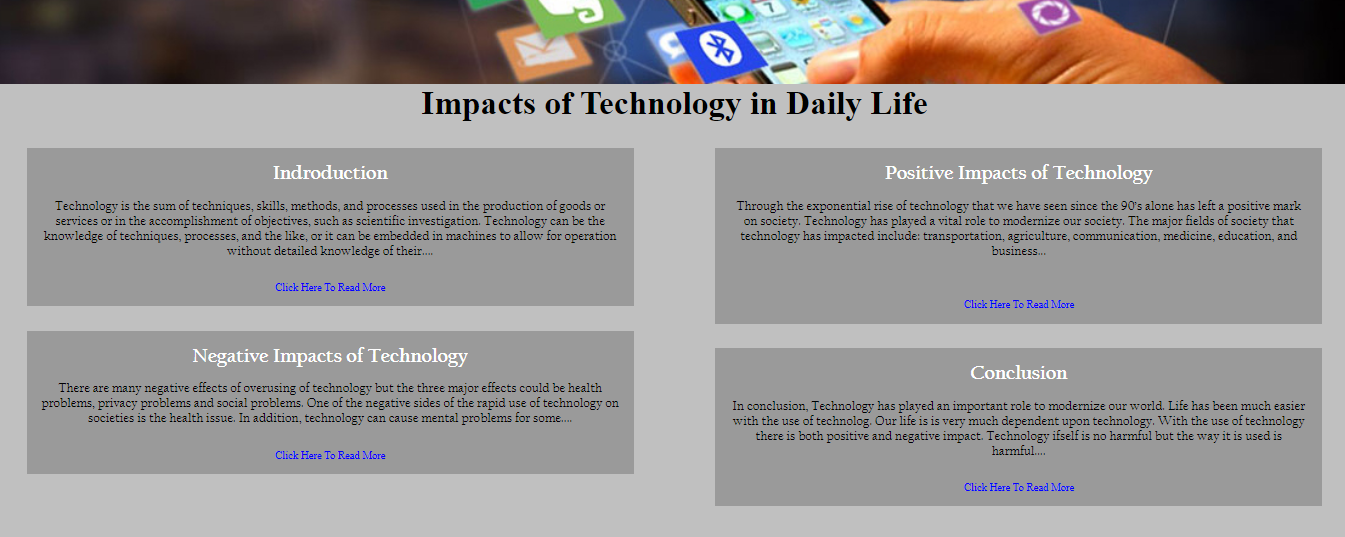 Impacts of Technology in Daily Life
Indroduction
Technology is the sum of techniques, skills, methods, and processes used in the production of goods or
services or in the accomplishment of objectives, such as scientific investigation. Technology can be the
knowledge of techniques, processes, and the like, or it can be embedded in machines to allow for operation
without detailed knowledge of their....
Click Here To Read More
Negative Impacts of Technology
There are many negative effects of overusing of technology but the three major effects could be health
problems, privacy problems and social problems. One of the negative sides of the rapid use of technology on
societies is the health issue. In addition, technology can cause mental problems for some....
Click Here To Read More
Positive Impacts of Technology
Through the exponential rise of technology that we have seen since the 90's alone has left a positive mark
on society. Technology has played a vital role to modernize our society. The major fields of society that
technology has impacted include: transportation, agriculture, communication, medicine, education, and
business...
Click Here To Read More
Conclusion
In conclusion, Technology has played an important role to modernize our world. Life has been much easier
with the use of technolog. Our life is is very much dependent upon technology. With the use of technology
there is both positive and negative impact. Technology ifself is no harmful but the way it is used is
harmful....
Click Here To Read More